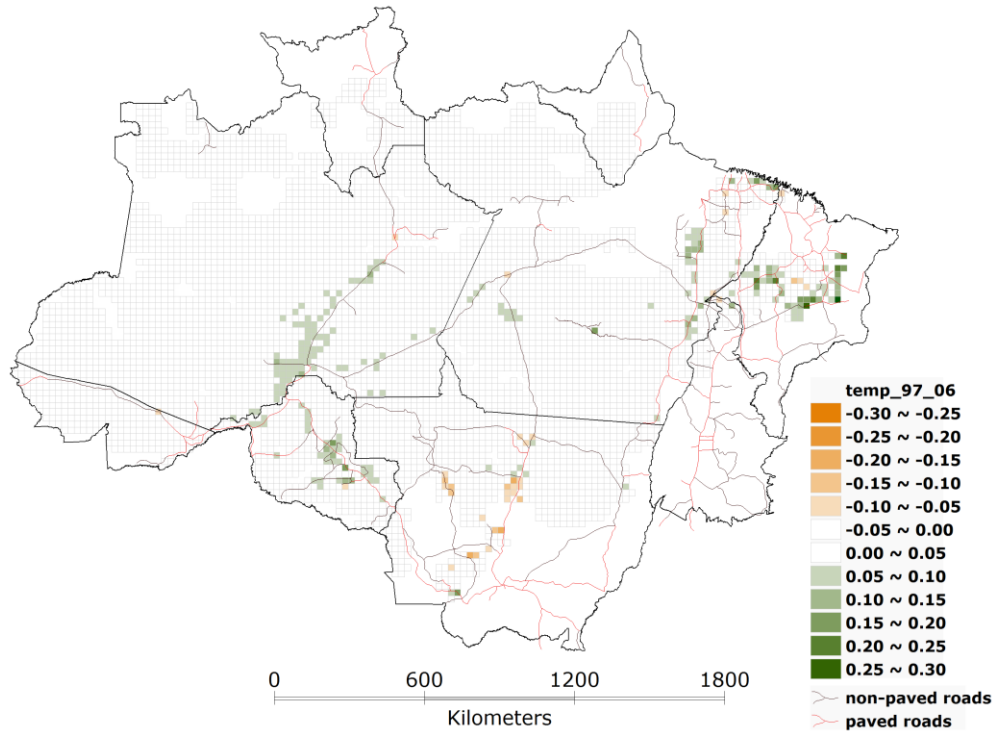 temp_97_06
-0.30 ~ -0.25
-0.25 ~ -0.20
-0.20 ~ -0.15
-0.15 ~ -0.10
-0.10 ~ -0.05
-0.05 ~ 0.00
0.00 ~ 0.05
0.05 ~ 0.10
0.10 ~ 0.15
0.15 ~ 0.20
0.20 ~ 0.25
0.25 ~ 0.30
non-paved roads
paved roads
0 600 1200 1800
Kilometers